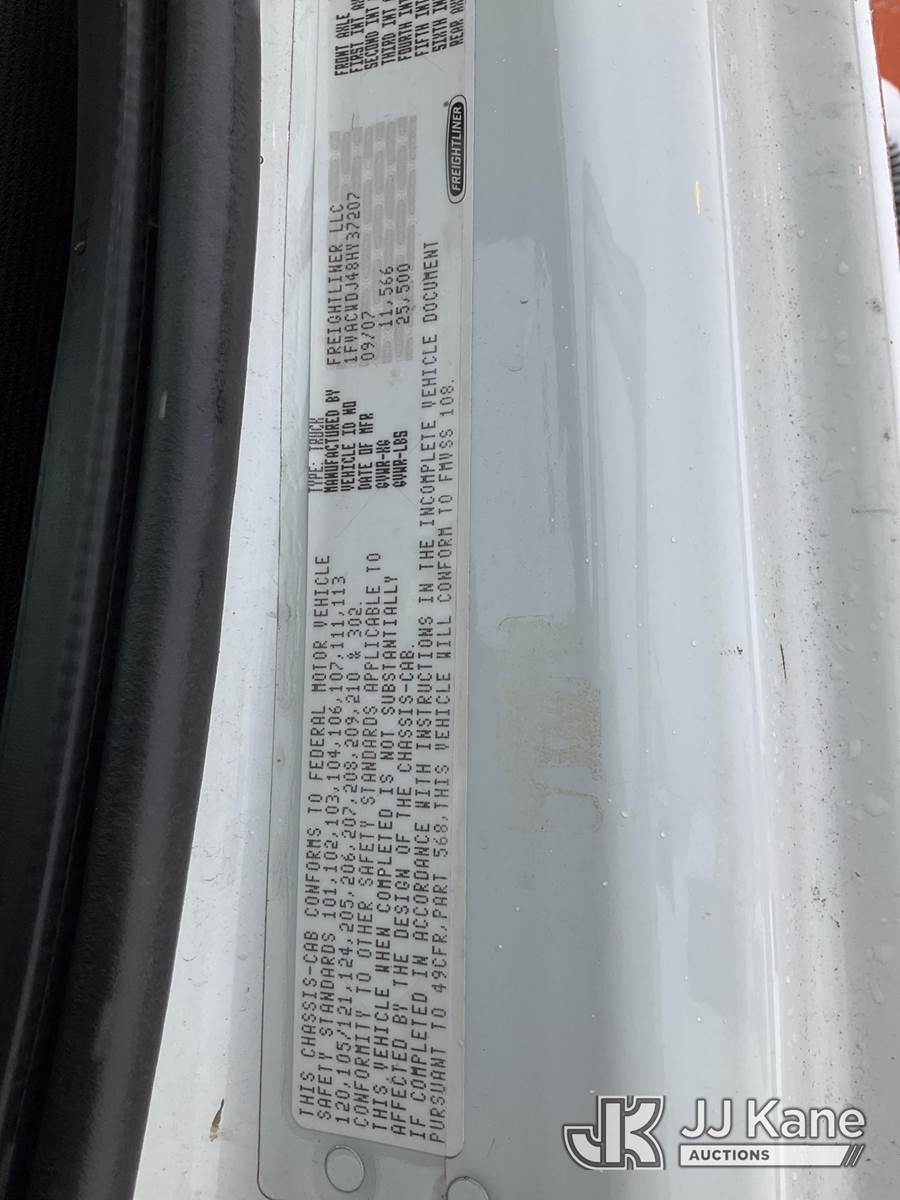 THIS CHASSIS-CAB CONFORMS TO FEDERAL MOTOR VEHICLE
SAFETY STANDARDS 101,102,103,104,106,107,111,113
120,105/121,124,205,206,207,208,209,210 & 302.
CONFORMITY TO OTHER SAFETY STANDARDS APPLICABLE TO
THIS VEHICLE WHEN COMPLETED IS NOT SUBSTANTIALLY
AFFECTED BY THE DESIGN OF THE CHASSIS-CAB.
IF COMPLETED IN ACCORDANCE WITH INSTRUCTIONS IN THE INCOMPLETE VEHICLE DOCUMENT
PURSUANT TO 49CFR,PART 568,THIS VEHICLE WILL CONFORM TO FMVSS 108.
TYPE: TRUCK
MANUFACTURED BY FREIGHTLINER LLC
VEHICLE ID NO 1FVACWDJ48HY37207
DATE OF MFR 09/07
GVWR-KG 11,566
GVWR-LBS 25,500
FREIGHTLINER
FRONT AXLE
FIRST INT
SECOND INT
THIRD INT
FOURTH INT
FIFTH INT
SIXTH INT
REAR
JK JJ Kane
AUCTIONS